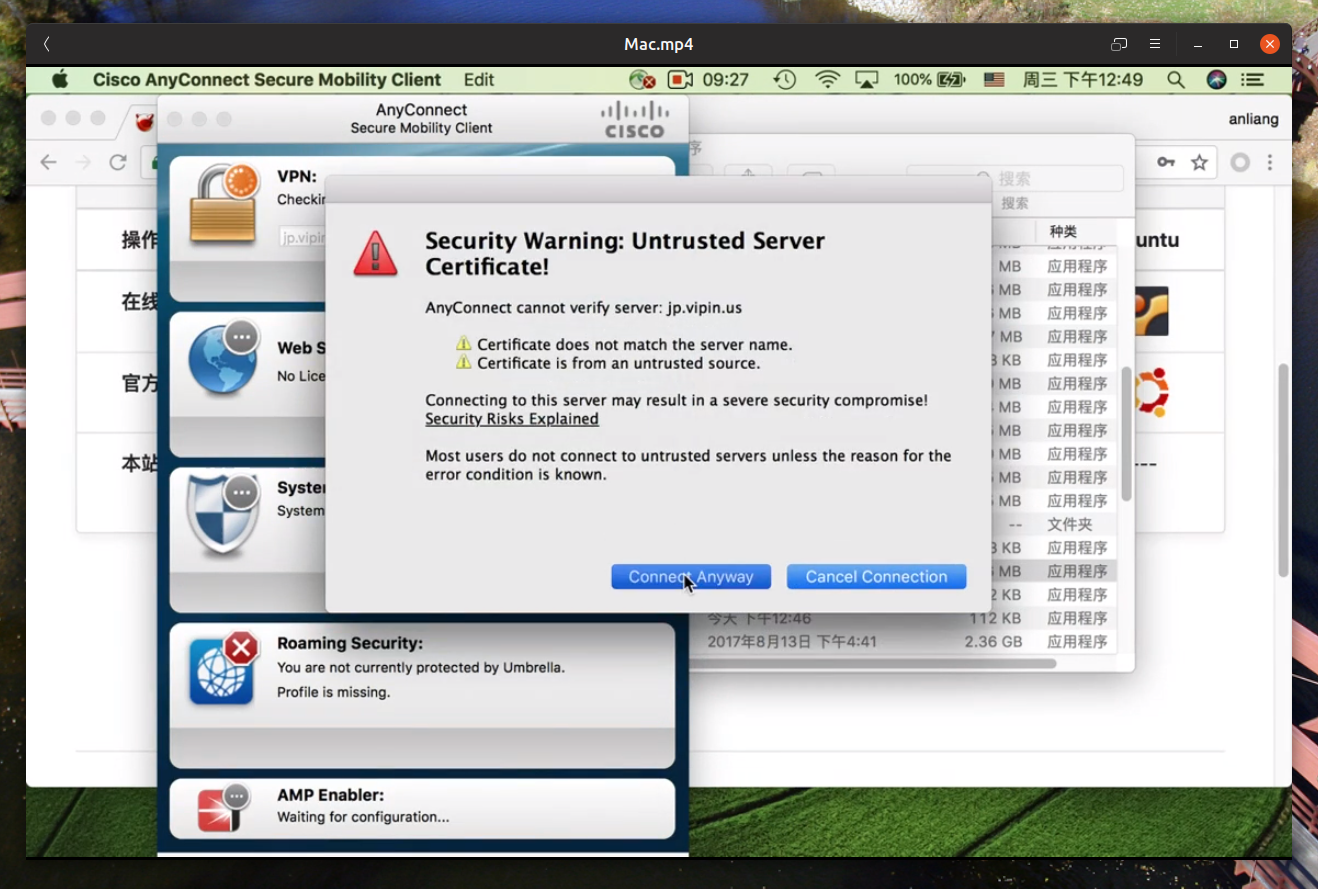 Mac.mp4
Cisco AnyConnect Secure Mobility Client Edit 09:27 100% 周三 下午12:49
AnyConnect
Secure Mobility Client
CISCO
anliang
序
搜索
搜索
种类
VPN:
Checkin
jp.vipin
操作
在线
官方
本站
untu
---
Security Warning: Untrusted Server
Certificate!
AnyConnect cannot verify server: jp.vipin.us
Certificate does not match the server name.
Certificate is from an untrusted source.
Connecting to this server may result in a severe security compromise!
Security Risks Explained
Most users do not connect to untrusted servers unless the reason for the
error condition is known.
Connect Anyway Cancel Connection
Web S
No Lice
System
System
Roaming Security:
You are not currently protected by Umbrella.
Profile is missing.
AMP Enabler:
Waiting for configuration...
MB 应用程序
MB 应用程序
MB 应用程序
MB 应用程序
KB 应用程序
MB 应用程序
MB 应用程序
MB 应用程序
MB 应用程序
MB 应用程序
MB 应用程序
-- 文件夹
KB 应用程序
MB 应用程序
KB 应用程序
今天 下午12:46 112 KB 应用程序
2017年8月13日 下午4:41 2.36 GB 应用程序